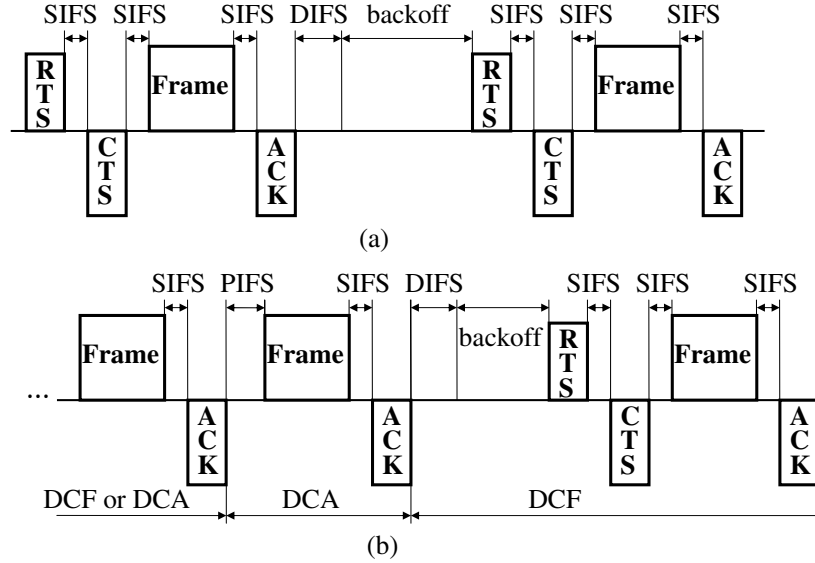 SIFS SIFS SIFS DIFS backoff SIFS SIFS SIFS
RTS Frame RTS Frame
CTS ACK CTS ACK
(a)
SIFS PIFS SIFS DIFS SIFS SIFS SIFS
Frame Frame backoff RTS Frame
...
ACK ACK CTS ACK
DCF or DCA DCA DCF
(b)